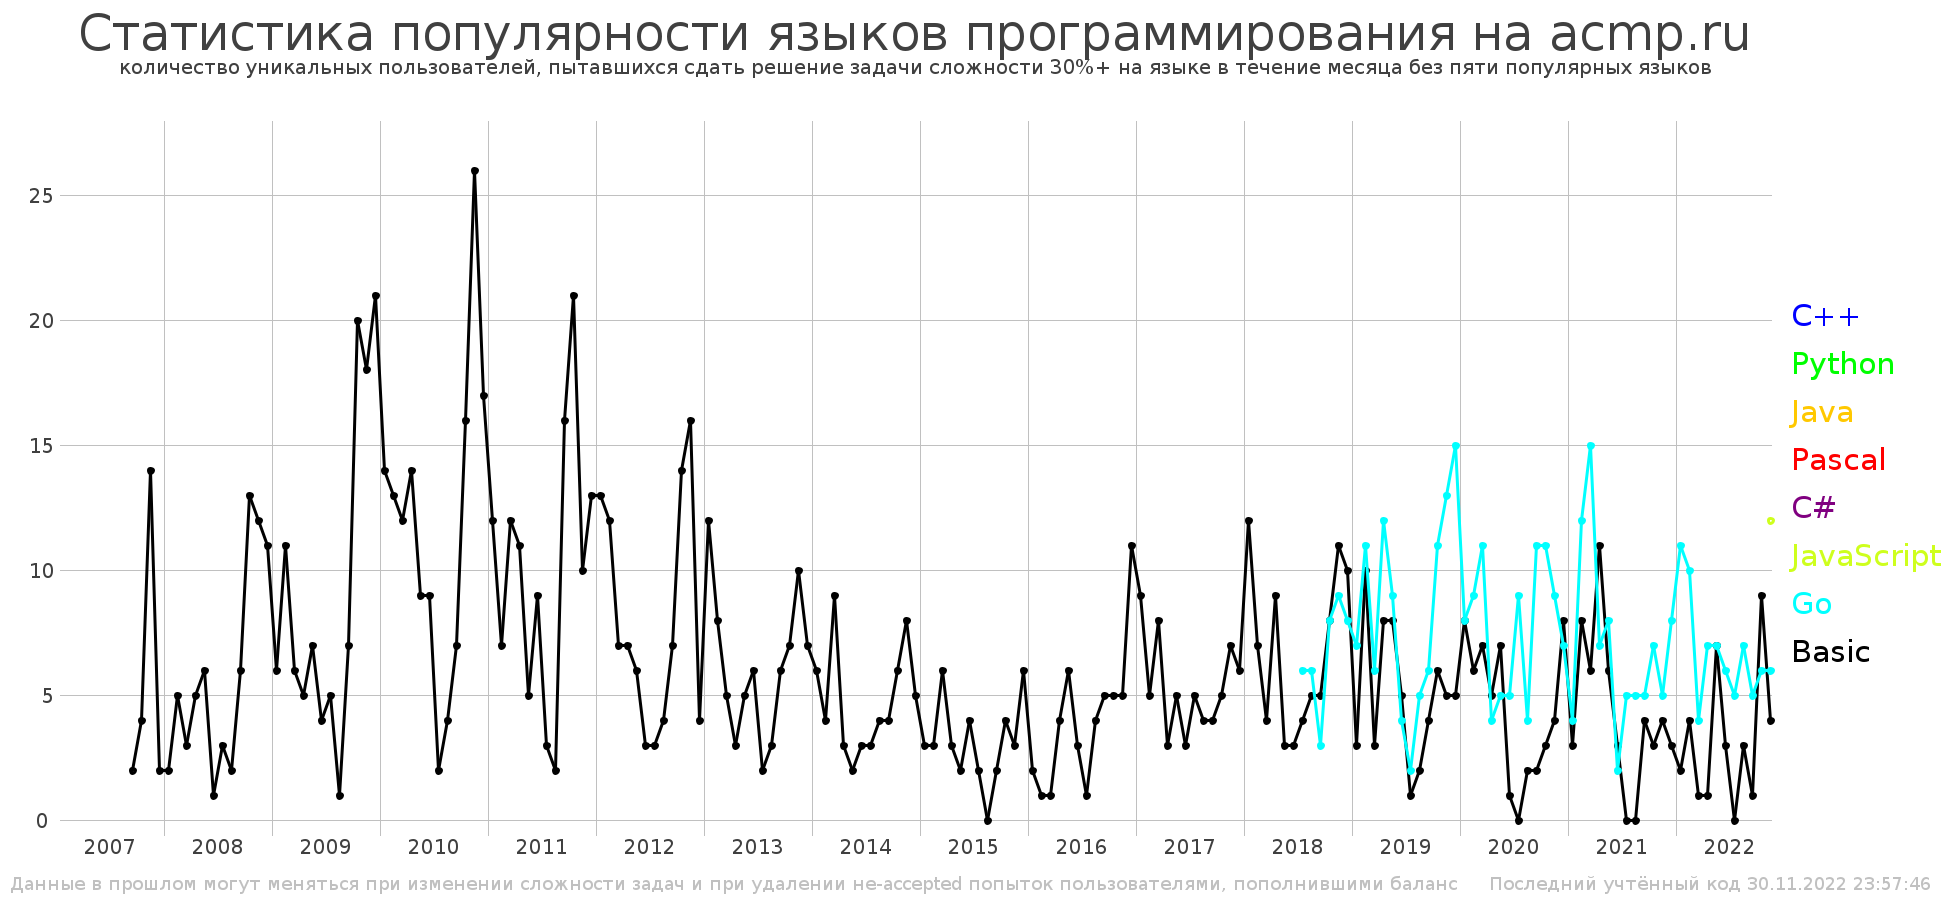 Статистика популярности языков программирования на acmp.ru
количество уникальных пользователей, пытавшихся сдать решение задачи сложности 30%+ на языке в течение месяца без пяти популярных языков
25
20
15
10
5
0
C++
Python
Java
Pascal
C#
JavaScript
Go
Basic
2007 2008 2009 2010 2011 2012 2013 2014 2015 2016 2017 2018 2019 2020 2021 2022
Данные в прошлом могут меняться при изменении сложности задач и при удалении не-accepted попыток пользователями, пополнившими баланс Последний учтённый код 30.11.2022 23:57:46